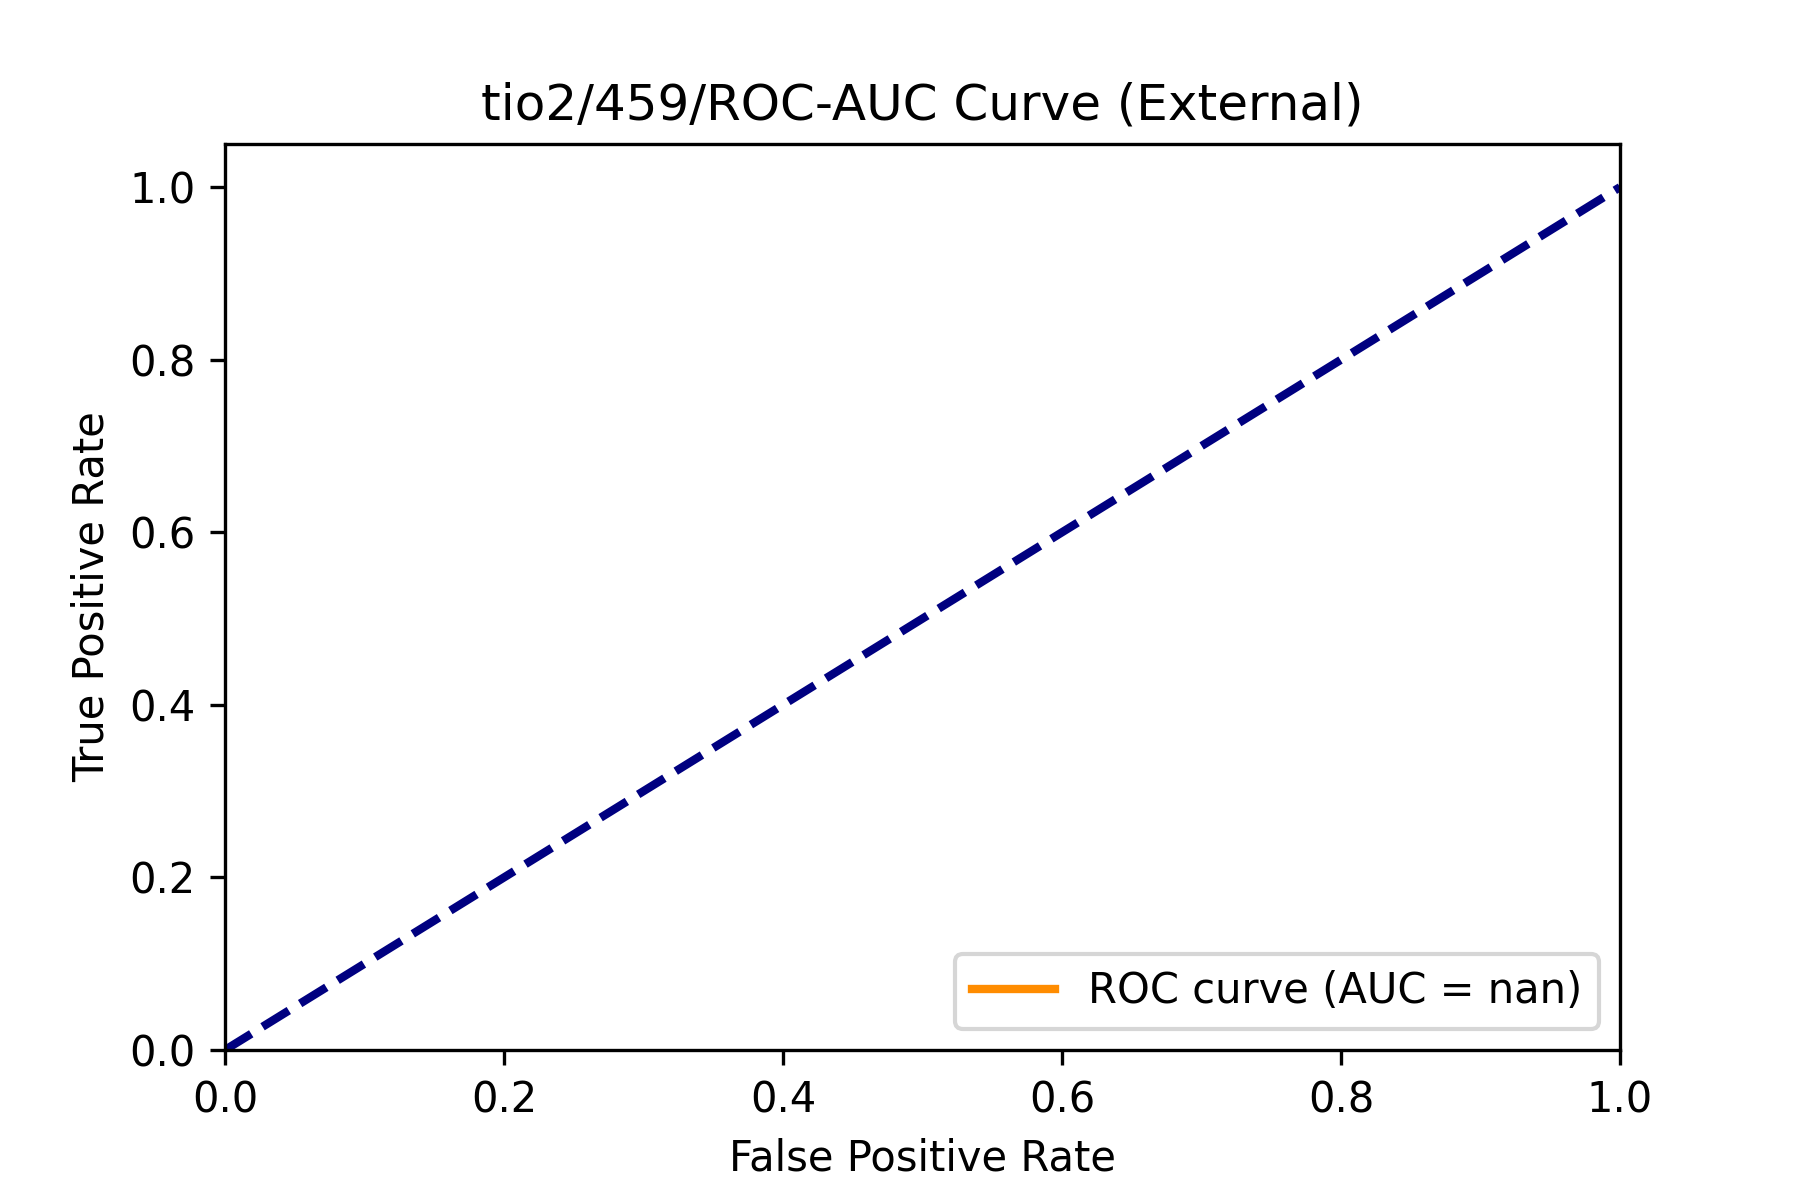 tio2/459/ROC-AUC Curve (External)
True Positive Rate
1.0
0.8
0.6
0.4
0.2
0.0
ROC curve (AUC = nan)
0.0 0.2 0.4 0.6 0.8 1.0
False Positive Rate